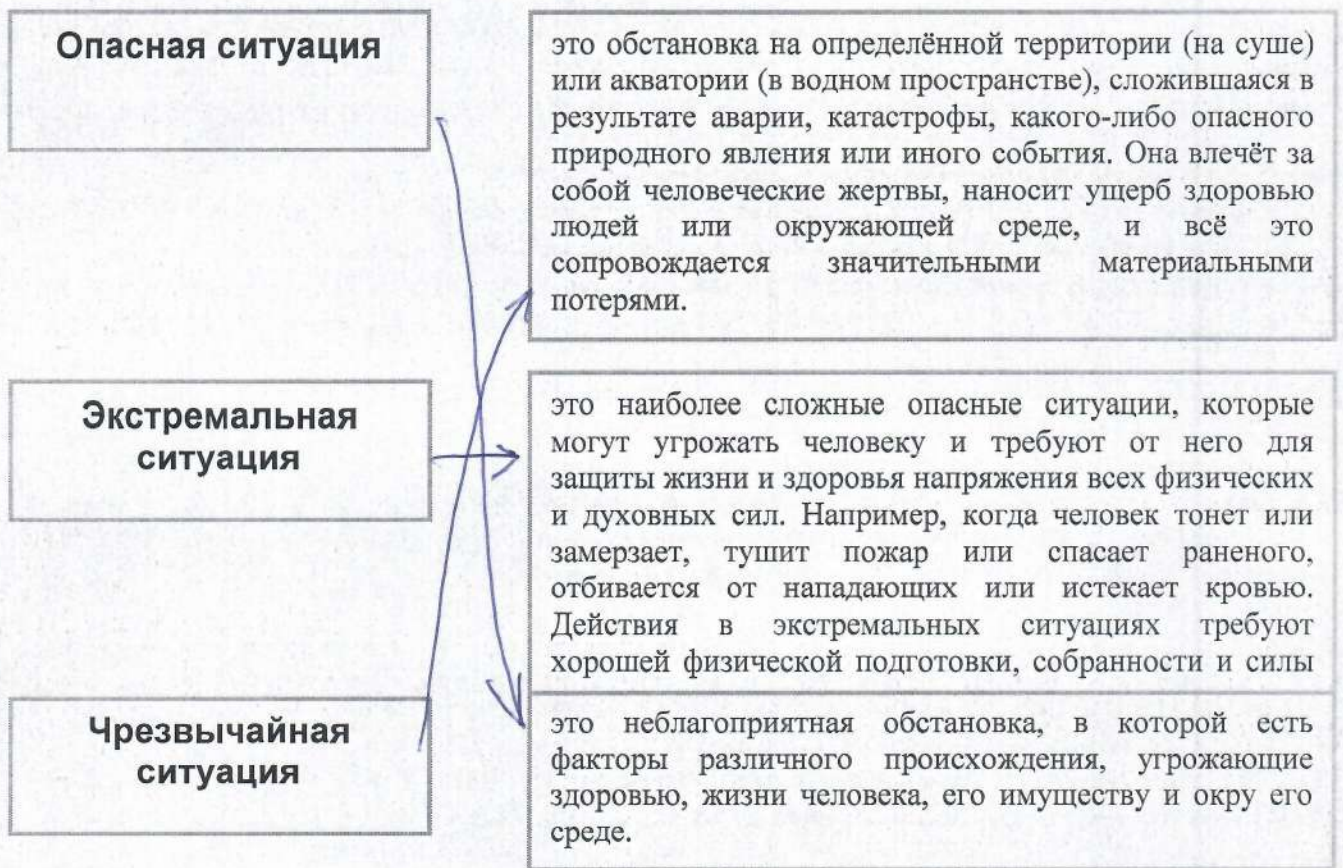 Опасная ситуация
это обстановка на определённой территории (на суше)
или акватории (в водном пространстве), сложившаяся в
результате аварии, катастрофы, какого-либо опасного
природного явления или иного события. Она влечёт за
собой человеческие жертвы, наносит ущерб здоровью
людей или окружающей среде, и всё это
сопровождается значительными материальными
потерями.
Экстремальная
ситуация
это наиболее сложные опасные ситуации, которые
могут угрожать человеку и требуют от него для
защиты жизни и здоровья напряжения всех физических
и духовных сил. Например, когда человек тонет или
замерзает, тушит пожар или спасает раненого,
отбивается от нападающих или истекает кровью.
Действия в экстремальных ситуациях требуют
хорошей физической подготовки, собранности и силы
Чрезвычайная
ситуация
это неблагоприятная обстановка, в которой есть
факторы различного происхождения, угрожающие
здоровью, жизни человека, его имуществу и окру его
среде.